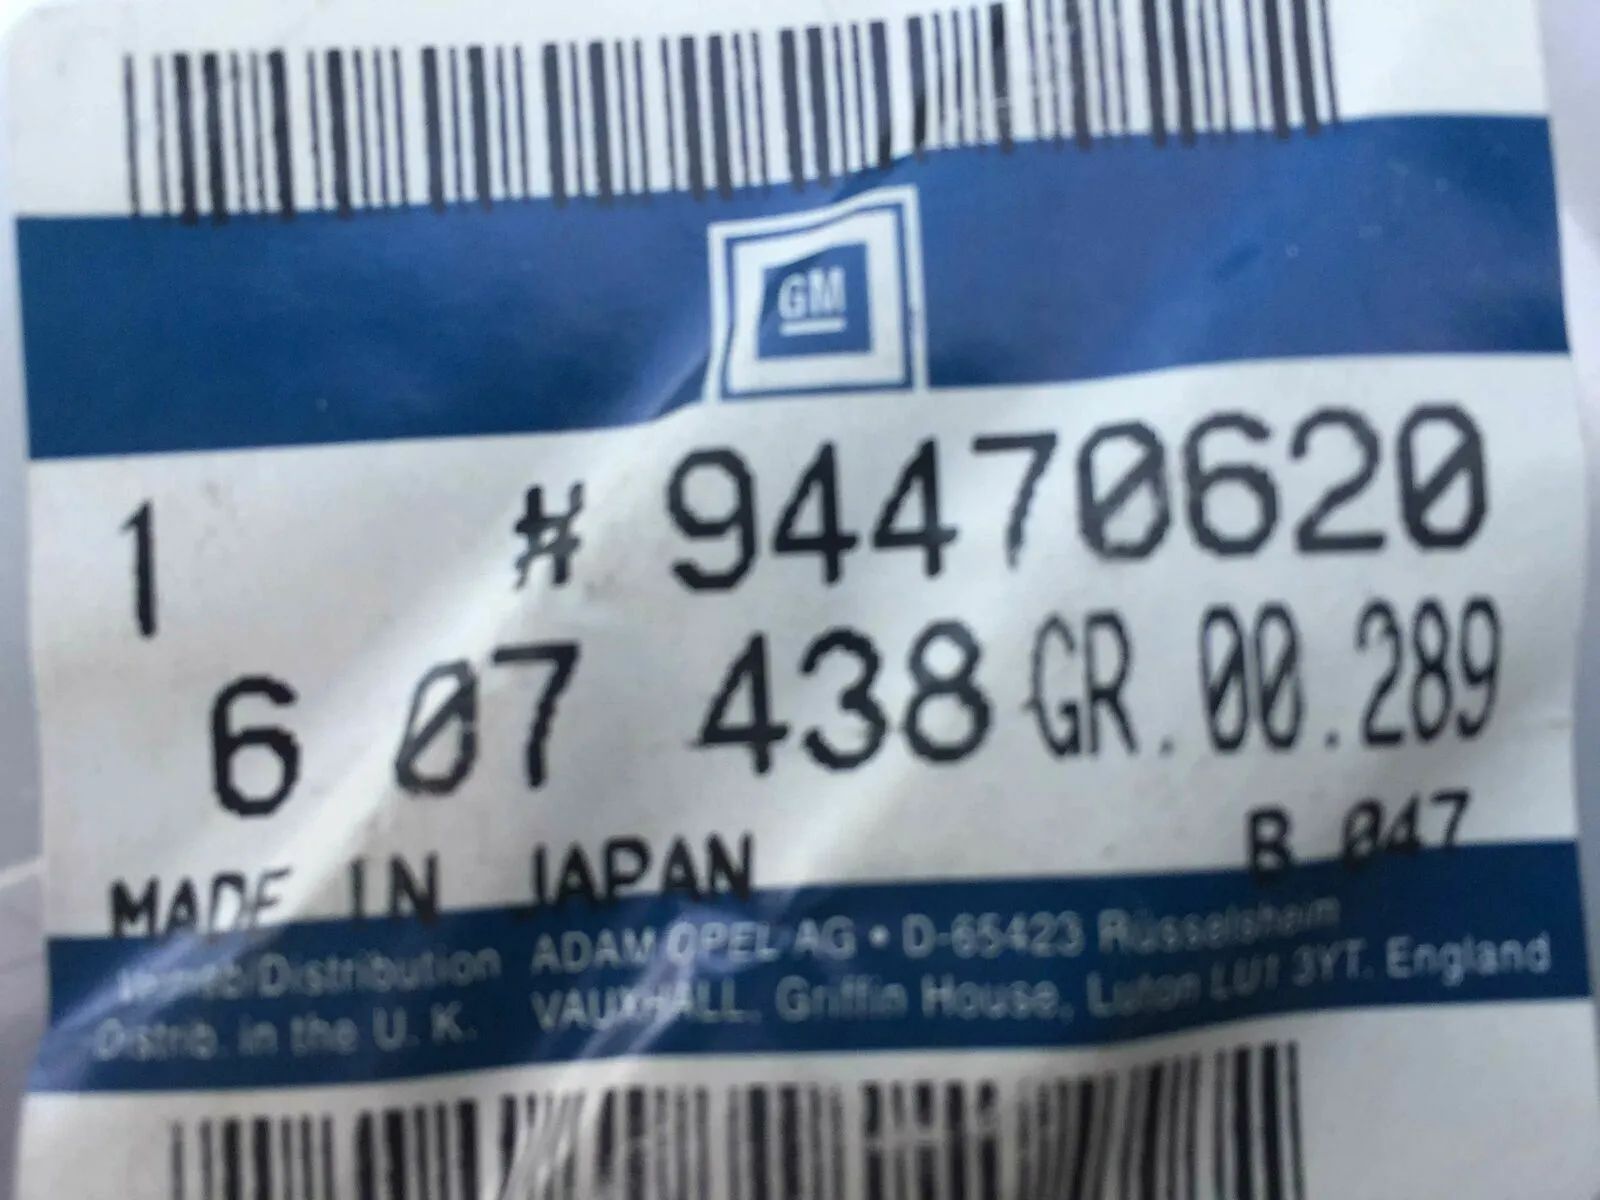 GM
1 # 94470620
6 07 438 GR. 00.289
B 047
MADE IN JAPAN
Distribution ADAM OPEL AG • D-65423 Rüsselsheim
Distrib. in the U. K. VAUXHALL, Griffin House, Luton LU1 3YT. England